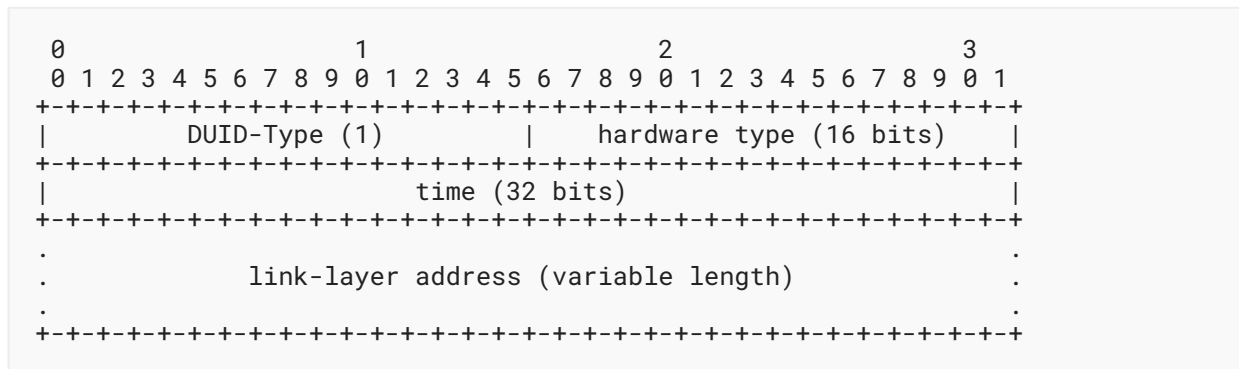 0                   1                   2                   3
 0 1 2 3 4 5 6 7 8 9 0 1 2 3 4 5 6 7 8 9 0 1 2 3 4 5 6 7 8 9 0 1
+-+-+-+-+-+-+-+-+-+-+-+-+-+-+-+-+-+-+-+-+-+-+-+-+-+-+-+-+-+-+-+-+
|         DUID-Type (1)         |    hardware type (16 bits)    |
+-+-+-+-+-+-+-+-+-+-+-+-+-+-+-+-+-+-+-+-+-+-+-+-+-+-+-+-+-+-+-+-+
|                        time (32 bits)                         |
+-+-+-+-+-+-+-+-+-+-+-+-+-+-+-+-+-+-+-+-+-+-+-+-+-+-+-+-+-+-+-+-+
.                                                               .
.             link-layer address (variable length)              .
.                                                               .
+-+-+-+-+-+-+-+-+-+-+-+-+-+-+-+-+-+-+-+-+-+-+-+-+-+-+-+-+-+-+-+-+